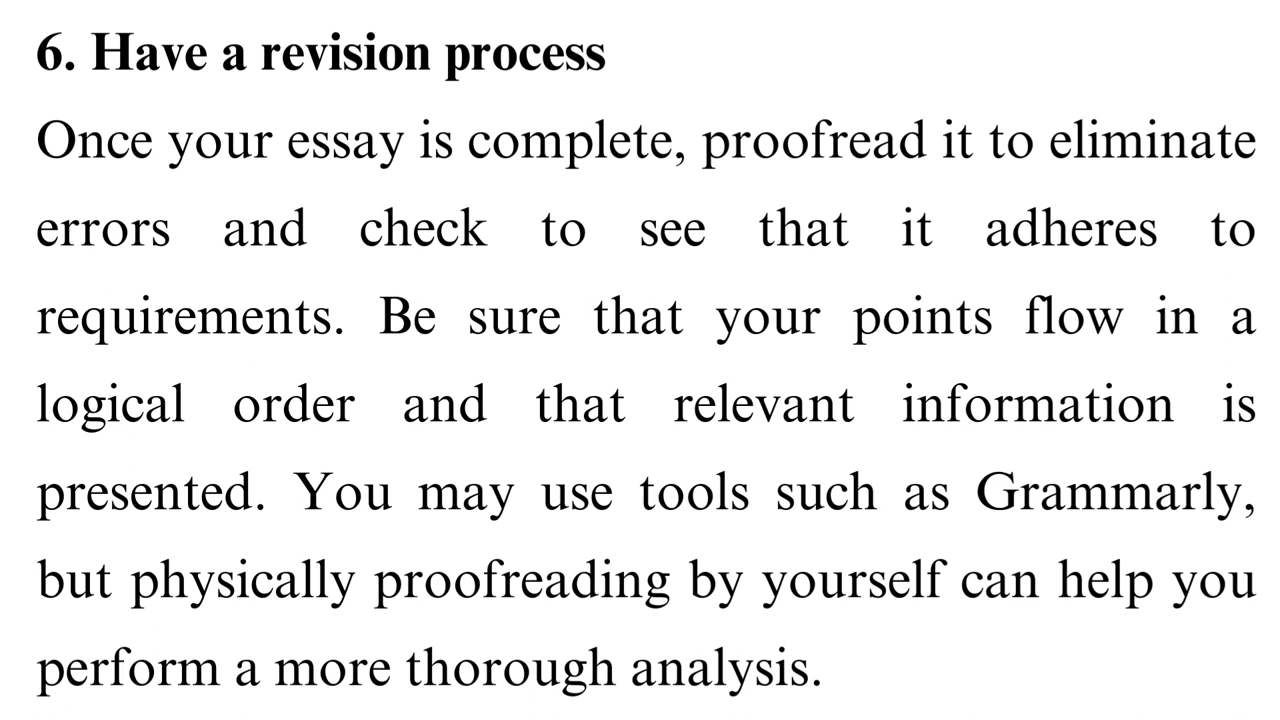 6. Have a revision process
Once your essay is complete, proofread it to eliminate
errors and check to see that it adheres to
requirements. Be sure that your points flow in a
logical order and that relevant information is
presented. You may use tools such as Grammarly,
but physically proofreading by yourself can help you
perform a more thorough analysis.